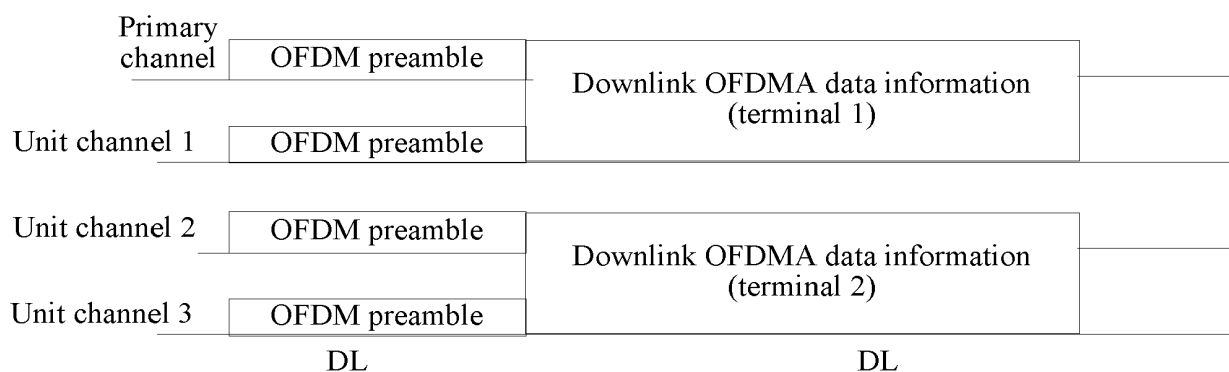 Primary
channel
OFDM preamble
Downlink OFDMA data information
(terminal 1)
Unit channel 1
OFDM preamble
Unit channel 2
OFDM preamble
Downlink OFDMA data information
(terminal 2)
Unit channel 3
OFDM preamble
DL
DL